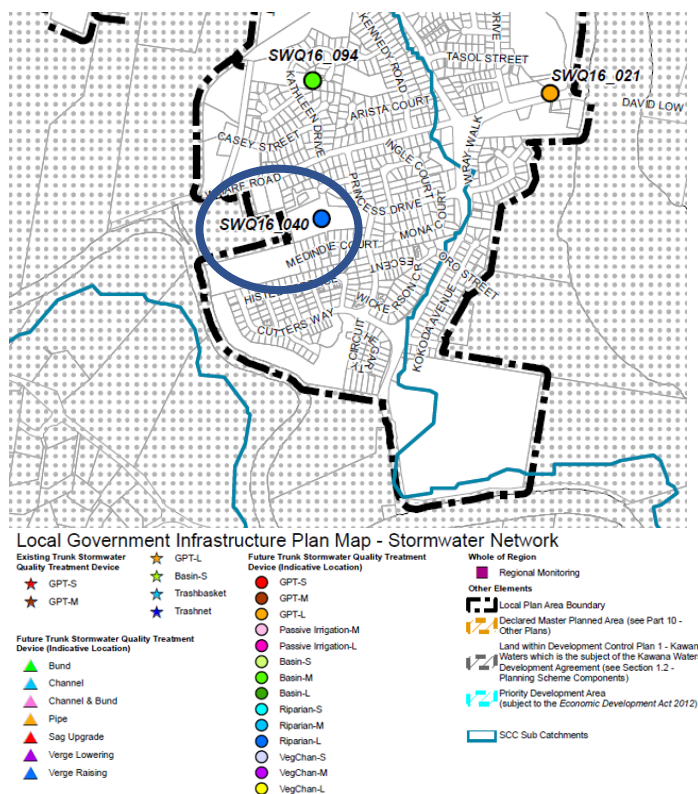 KENNEDY ROAD
DRIVE
SWQ16_094
TASOL STREET
SWQ16_021
KATHLEEN DRIVE
DAVID LOW
ARISTA COURT
CASEY STREET
WRAY WALK
INGLE COURT
WHARF ROAD
PRINCESS DRIVE
SWQ16_040
MONA COURT
MEDINDIE COURT
ORO STREET
WICKERSON CR
ESCENT
CUTTERS WAY
KOKODA AVENUE
CIRCUIT
Local Government Infrastructure Plan Map - Stormwater Network
Existing Trunk Stormwater
Quality Treatment Device
GPT-S
GPT-M
GPT-L
Basin-S
Trashbasket
Trashnet
Future Trunk Stormwater Quality Treatment
Device (Indicative Location)
Bund
Channel
Channel & Bund
Pipe
Sag Upgrade
Verge Lowering
Verge Raising
Future Trunk Stormwater Quality Treatment
Device (Indicative Location)
GPT-S
GPT-M
GPT-L
Passive Irrigation-M
Passive Irrigation-L
Basin-S
Basin-M
Basin-L
Riparian-S
Riparian-M
Riparian-L
VegChan-S
VegChan-M
VegChan-L
Whole of Region
Regional Monitoring
Other Elements
Local Plan Area Boundary
Declared Master Planned Area (see Part 10 -
Other Plans)
Land within Development Control Plan 1 - Kawana
Waters which is the subject of the Kawana Waters
Development Agreement (see Section 1.2 -
Planning Scheme Components)
Priority Development Area
(subject to the Economic Development Act 2012)
SCC Sub Catchments